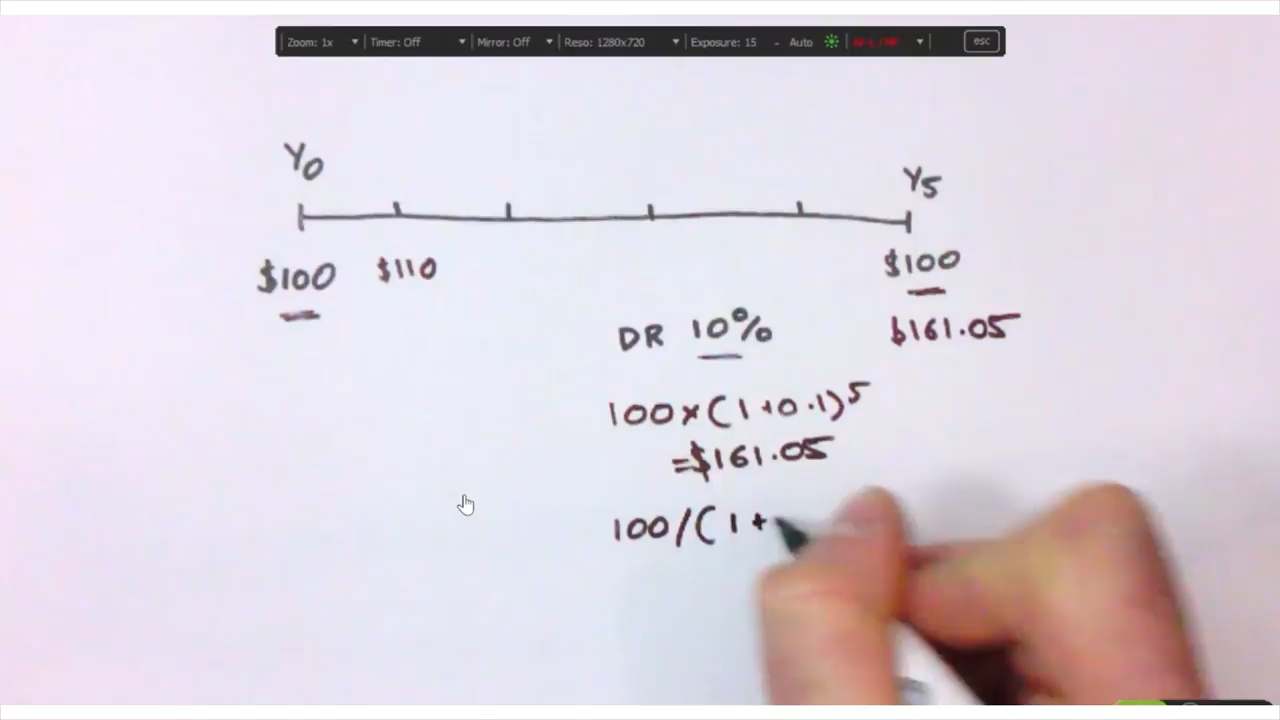 Zoom: 1x Timer: Off Mirror: Off Reso: 1280x720 Exposure: 15 - Auto esc
Y0 Y5
$100 $110 $100
DR 10% $161.05
100×(1+0.1)^5
=$161.05
100/(1+